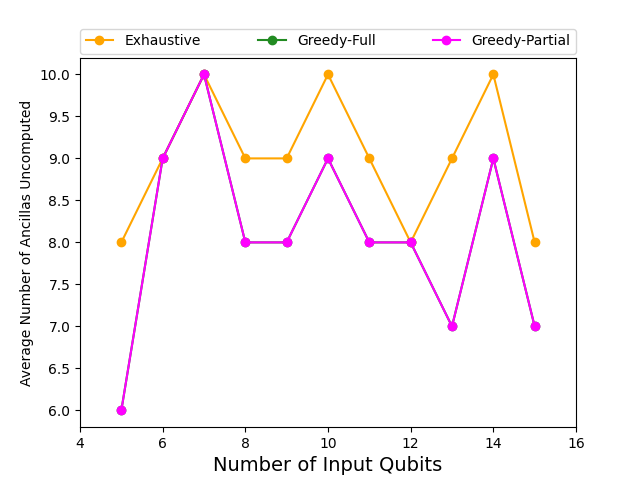 Exhaustive Greedy-Full Greedy-Partial
10.0
9.5
9.0
8.5
8.0
7.5
7.0
6.5
6.0
Average Number of Ancillas Uncomputed
4 6 8 10 12 14 16
Number of Input Qubits